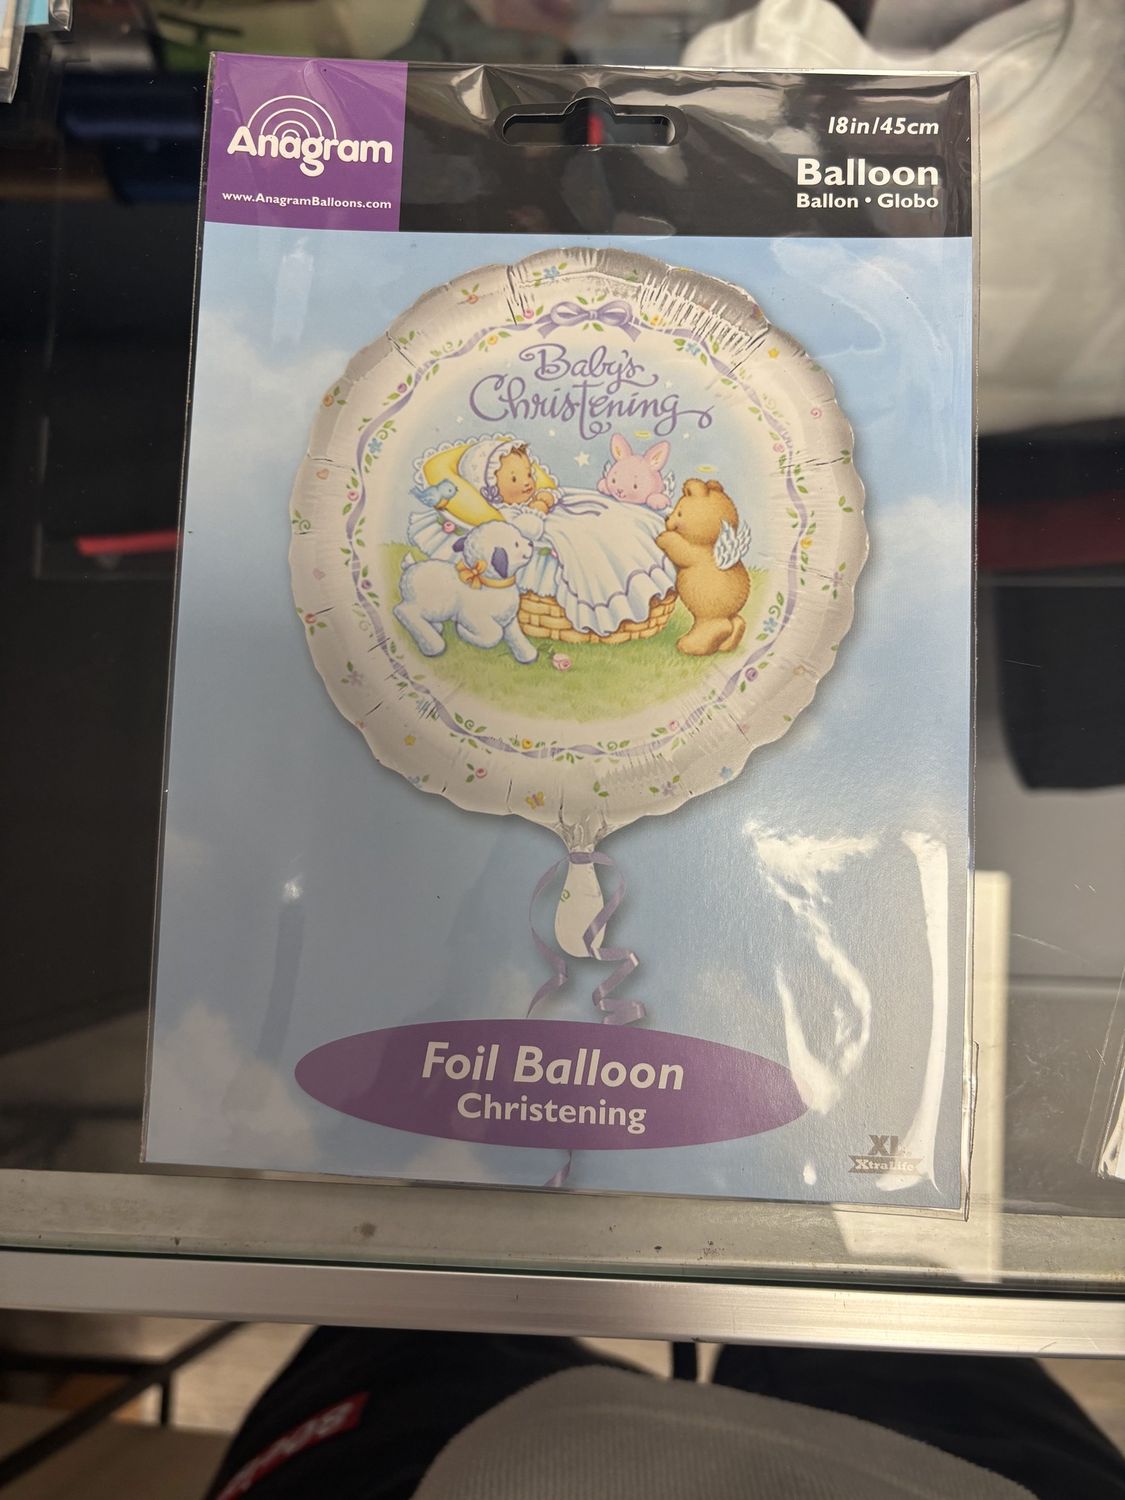 Anagram
www.AnagramBalloons.com
18in/45cm
Balloon
Ballon • Globo
Baby's
Christening
Foil Balloon
Christening
XL
XtraLife